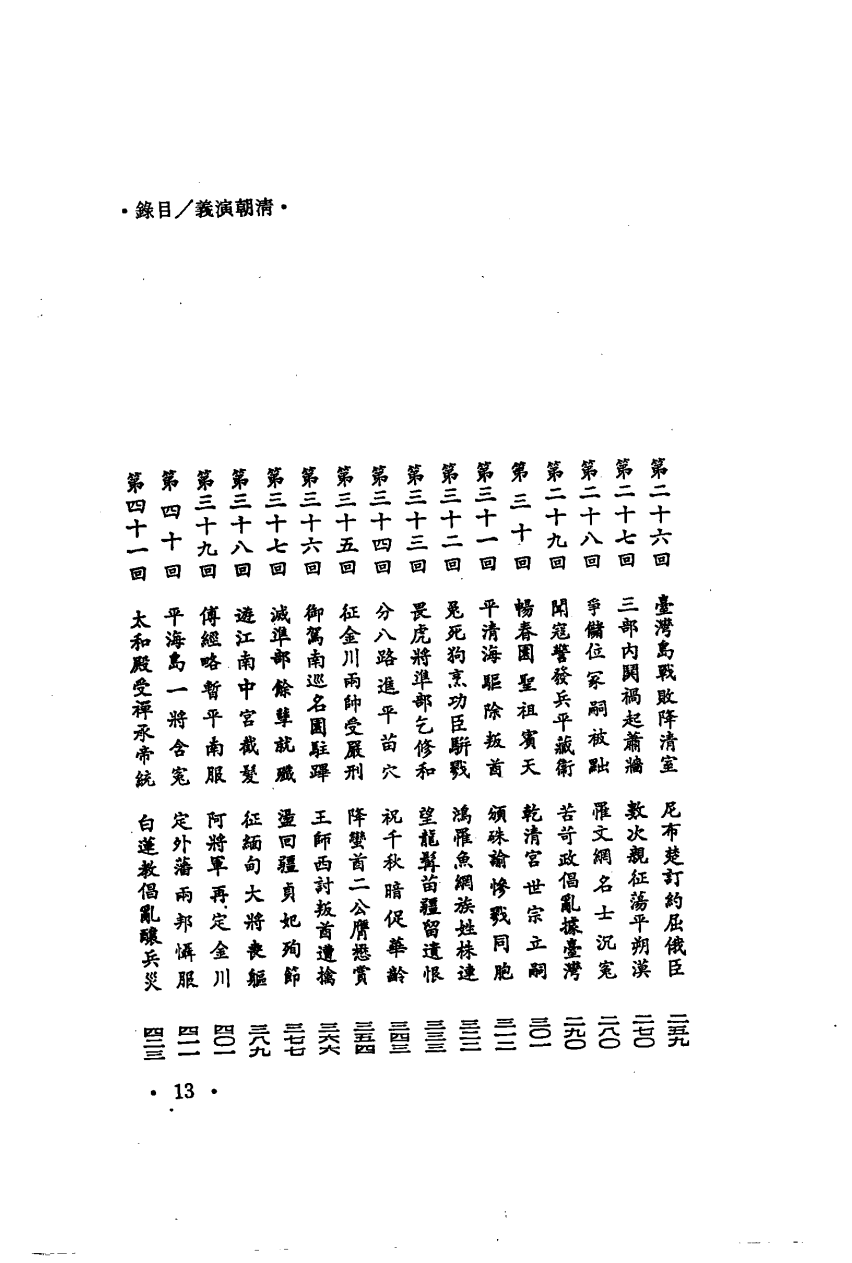 ·錄目／義演朝清·
第二十六回 臺灣島戰敗降清室 尼布楚訂約屈俄臣 二五九
第二十七回 三部內鬨禍起蕭牆 數次親征蕩平朔漠 二七〇
第二十八回 爭儲位冢嗣被黜 罹文網名士沉冤 二八〇
第二十九回 聞寇警發兵平藏衛 苦苛政倡亂據臺灣 二九〇
第三十回 暢春園聖祖賓天 乾清宮世宗立嗣 三〇一
第三十一回 平清海驅除叛首 頒硃諭慘戮同胞 三一二
第三十二回 兔死狗烹功臣駢戮 鴻罹魚網族姓株連 三二三
第三十三回 畏虎將準部乞修和 望龍髯苗疆留遺恨 三三三
第三十四回 分八路進平苗穴 祝千秋暗促華齡 三四三
第三十五回 征金川兩帥受嚴刑 降蠻首二公膺懋賞 三五四
第三十六回 御駕南巡名園駐蹕 王師西討叛首遭擒 三六六
第三十七回 滅準部餘孽就殲 盪回疆貞妃殉節 三七七
第三十八回 遊江南中宮截髮 征緬甸大將喪軀 三八九
第三十九回 傅經略暫平南服 阿將軍再定金川 四〇一
第四十回 平海島一將含冤 定外藩兩邦懾服 四一一
第四十一回 太和殿受禪承帝統 白蓮教倡亂釀兵災 四二三
· 13 ·